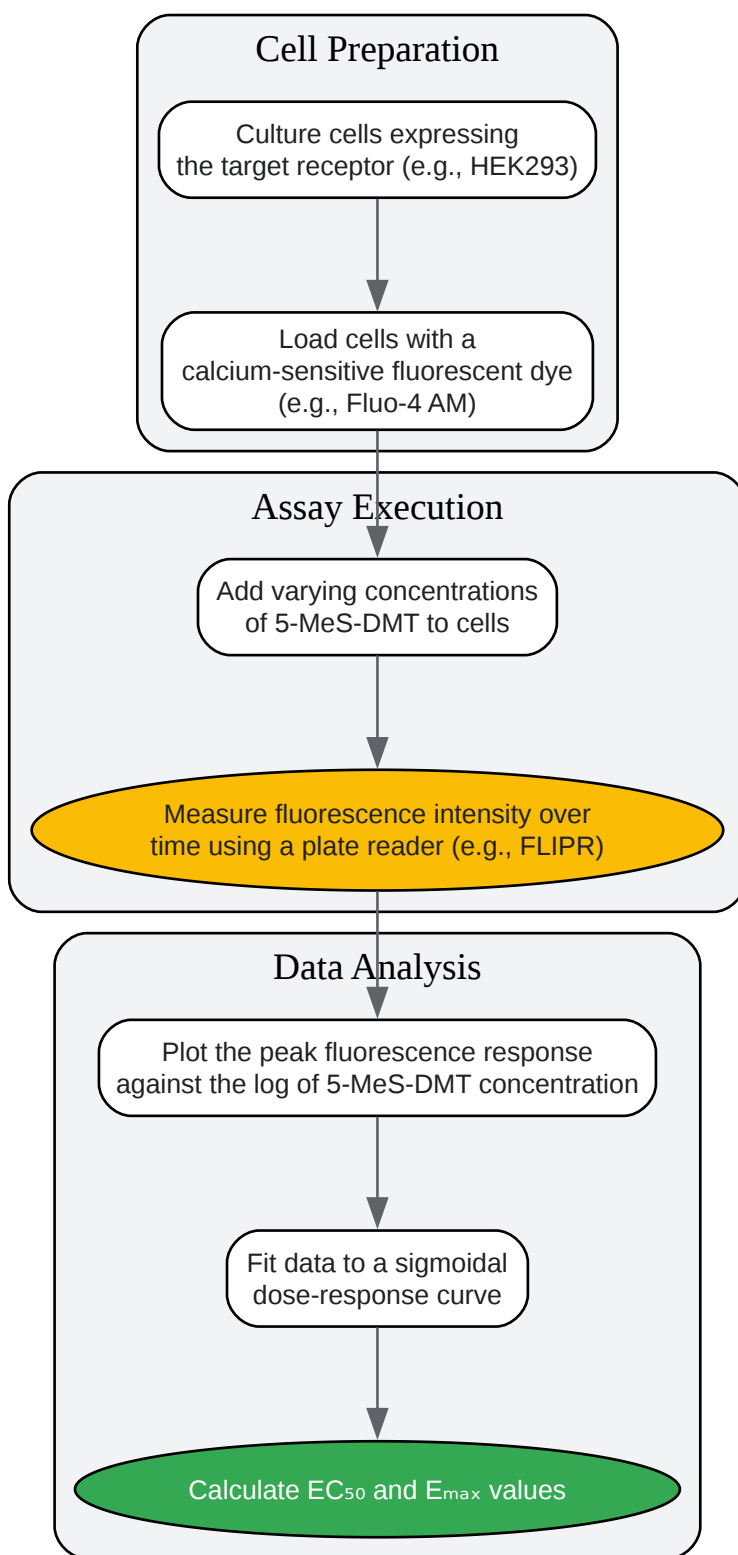 Cell Preparation
Culture cells expressing
the target receptor (e.g., HEK293)
Load cells with a
calcium-sensitive fluorescent dye
(e.g., Fluo-4 AM)
Assay Execution
Add varying concentrations
of 5-MeS-DMT to cells
Measure fluorescence intensity over
time using a plate reader (e.g., FLIPR)
Data Analysis
Plot the peak fluorescence response
against the log of 5-MeS-DMT concentration
Fit data to a sigmoidal
dose-response curve
Calculate EC₅₀ and Eₘₐₓ values